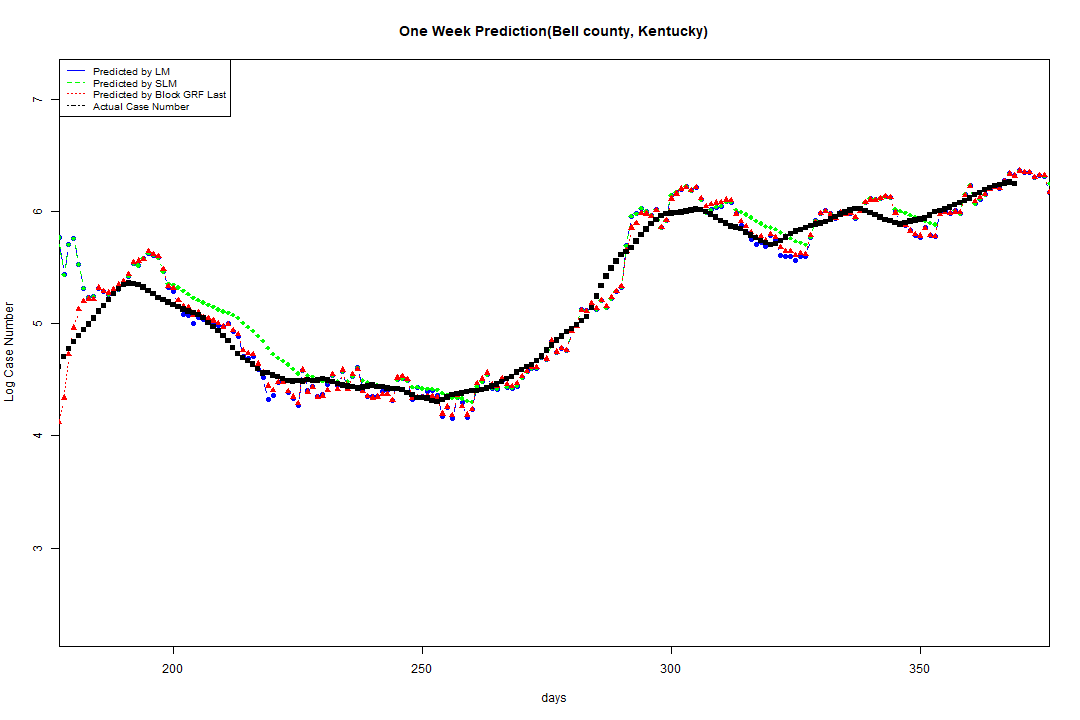 One Week Prediction(Bell county, Kentucky)
Predicted by LM
Predicted by SLM
Predicted by Block GRF Last
Actual Case Number
7
6
5
4
3
Log Case Number
200 250 300 350
days